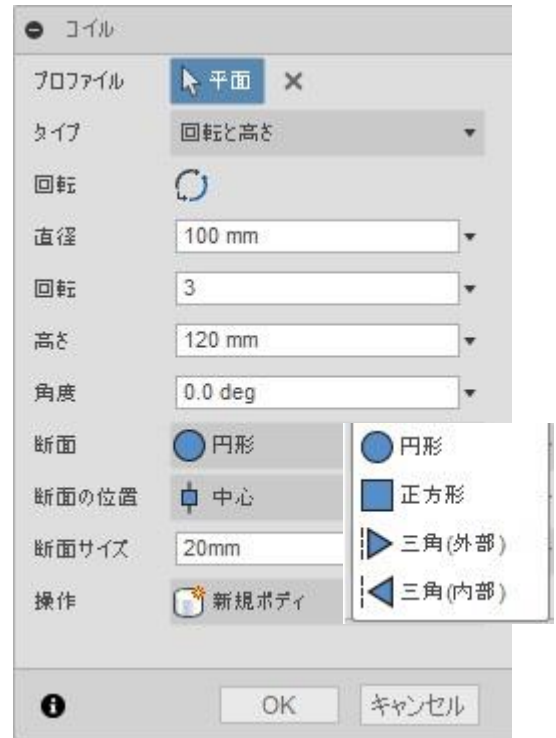 コイル
プロファイル 平面
タイプ 回転と高さ
回転
直径 100 mm
回転 3
高さ 120 mm
角度 0.0 deg
断面 円形
断面の位置 中心
断面サイズ 20mm
操作 新規ボディ
円形
正方形
三角(外部)
三角(内部)
OK キャンセル